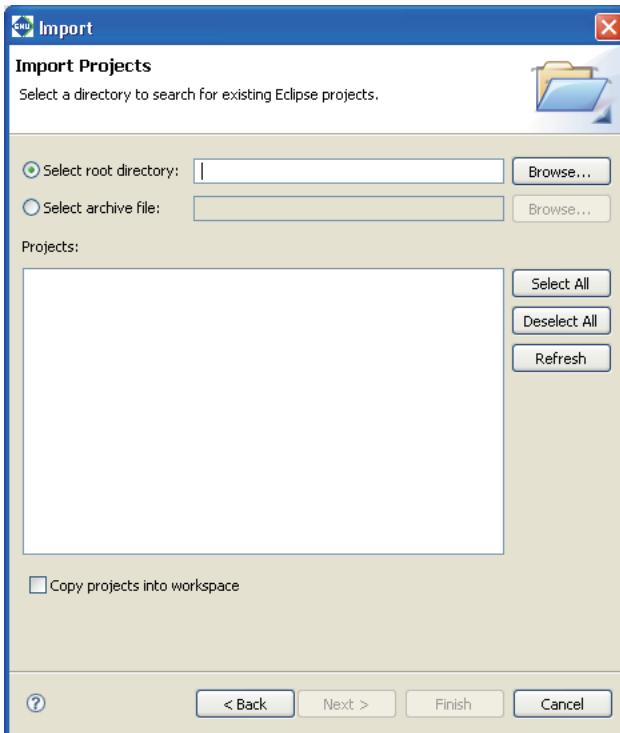 EMU Import
Import Projects
Select a directory to search for existing Eclipse projects.
Select root directory: Browse...
Select archive file: Browse...
Projects:
Select All
Deselect All
Refresh
Copy projects into workspace
? < Back Next > Finish Cancel